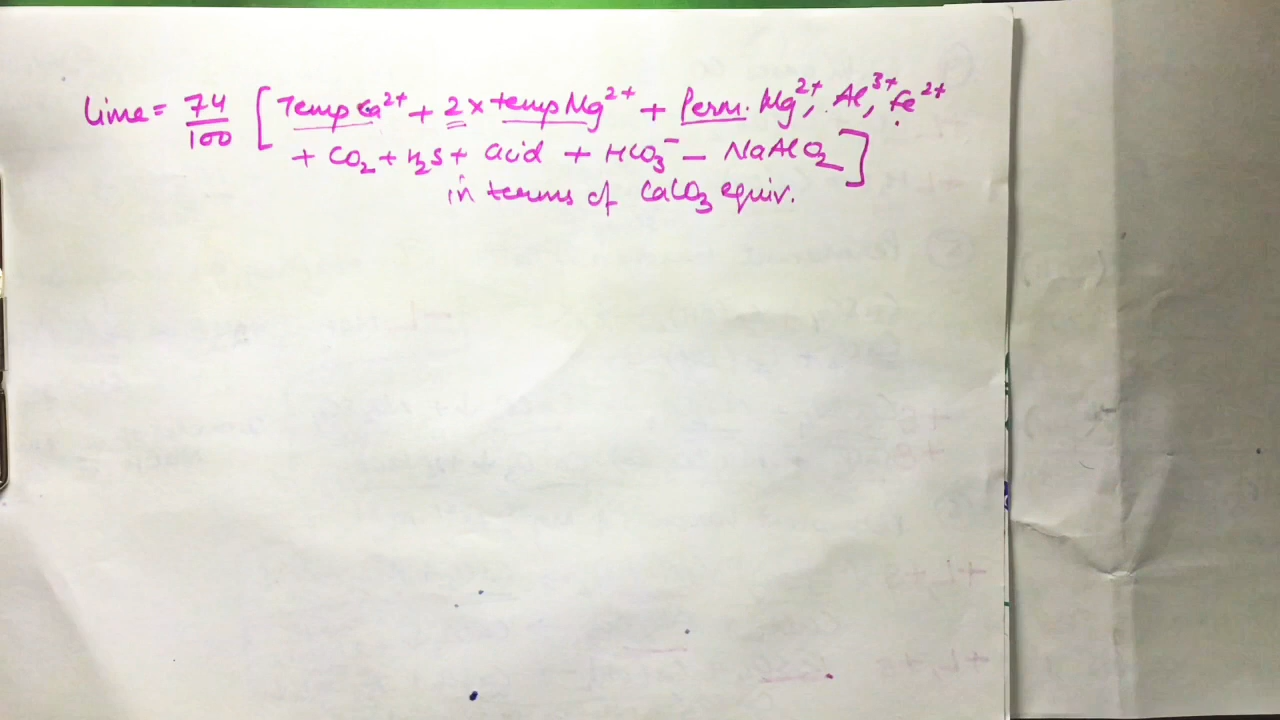 Lime = 74/100 [Temp Ca²⁺ + 2 × temp Mg²⁺ + Perm. Mg²⁺, Al³⁺, Fe²⁺
+ CO₂ + H₂S + acid + HCO₃⁻ – NaAlO₂]
in terms of CaCO₃ equiv.